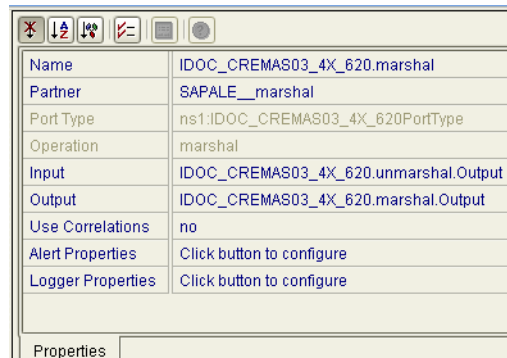 Name IDOC_CREMAS03_4X_620.marshal
Partner SAPALE__marshal
Port Type ns1:IDOC_CREMAS03_4X_620PortType
Operation marshal
Input IDOC_CREMAS03_4X_620.unmarshal.Output
Output IDOC_CREMAS03_4X_620.marshal.Output
Use Correlations no
Alert Properties Click button to configure
Logger Properties Click button to configure
Properties